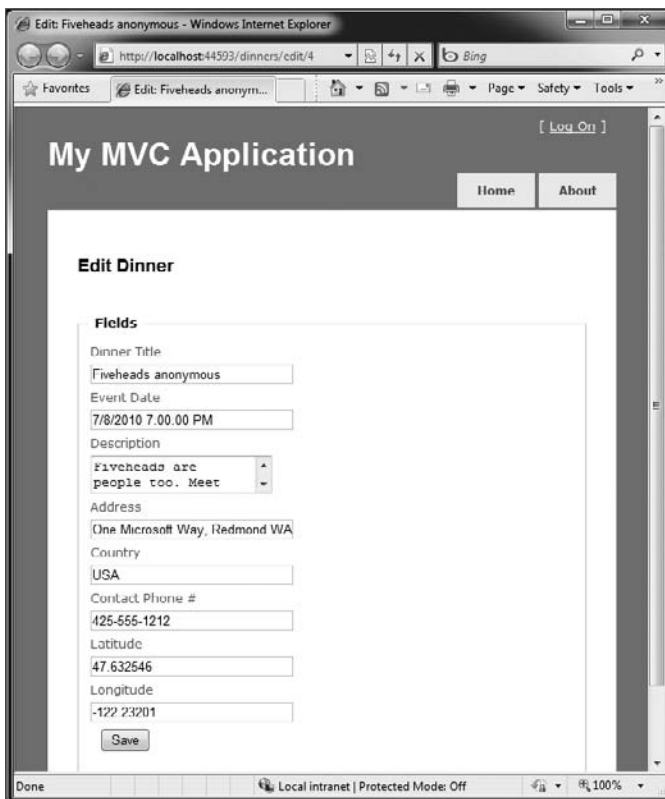 Edit: Fiveheads anonymous - Windows Internet Explorer
http://localhost:44593/dinners/edit/4
Bing
Favorites
Edit: Fiveheads anonym...
Page
Safety
Tools
[ Log On ]
My MVC Application
Home
About
Edit Dinner
Fields
Dinner Title
Fiveheads anonymous
Event Date
7/8/2010 7:00:00 PM
Description
Fiveheads are
people too. Meet
Address
One Microsoft Way, Redmond WA
Country
USA
Contact Phone #
425-555-1212
Latitude
47.632546
Longitude
-122.23201
Save
Done
Local intranet | Protected Mode: Off
100%